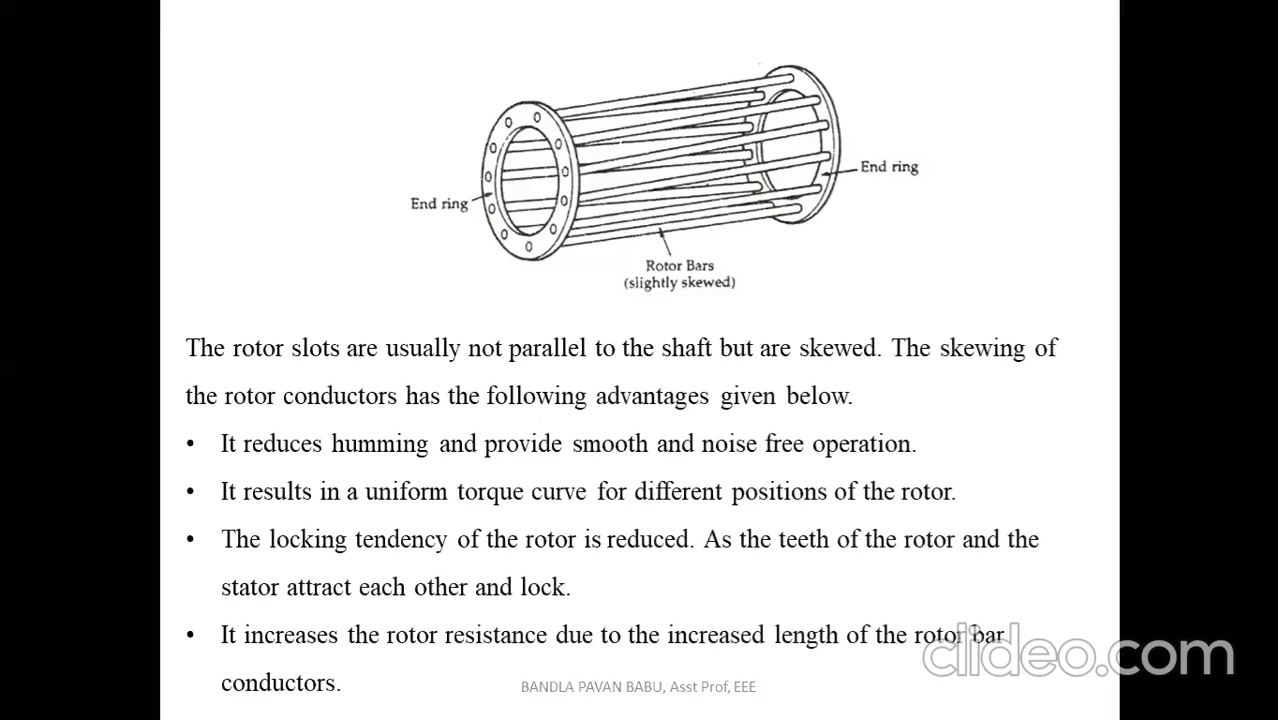 End ring
End ring
Rotor Bars
(slightly skewed)
The rotor slots are usually not parallel to the shaft but are skewed. The skewing of
the rotor conductors has the following advantages given below.
• It reduces humming and provide smooth and noise free operation.
• It results in a uniform torque curve for different positions of the rotor.
• The locking tendency of the rotor is reduced. As the teeth of the rotor and the
stator attract each other and lock.
• It increases the rotor resistance due to the increased length of the rotor bar
conductors.
clideo.com
BANDLA PAVAN BABU, Asst Prof, EEE